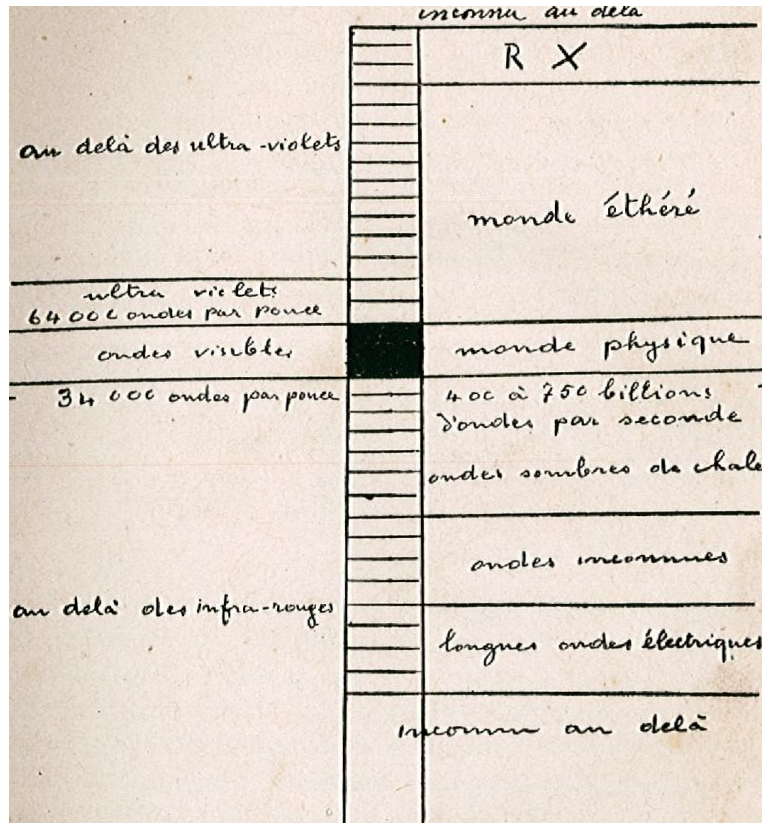 inconnu au delà
R X
au delà des ultra-violets
monde éthéré
ultra violets
64 000 ondes par pouce
ondes visibles
monde physique
34 000 ondes par pouce
400 à 750 billions
d'ondes par seconde
ondes sombres de chale
ondes inconnues
au delà des infra-rouges
longues ondes électriques
inconnu au delà